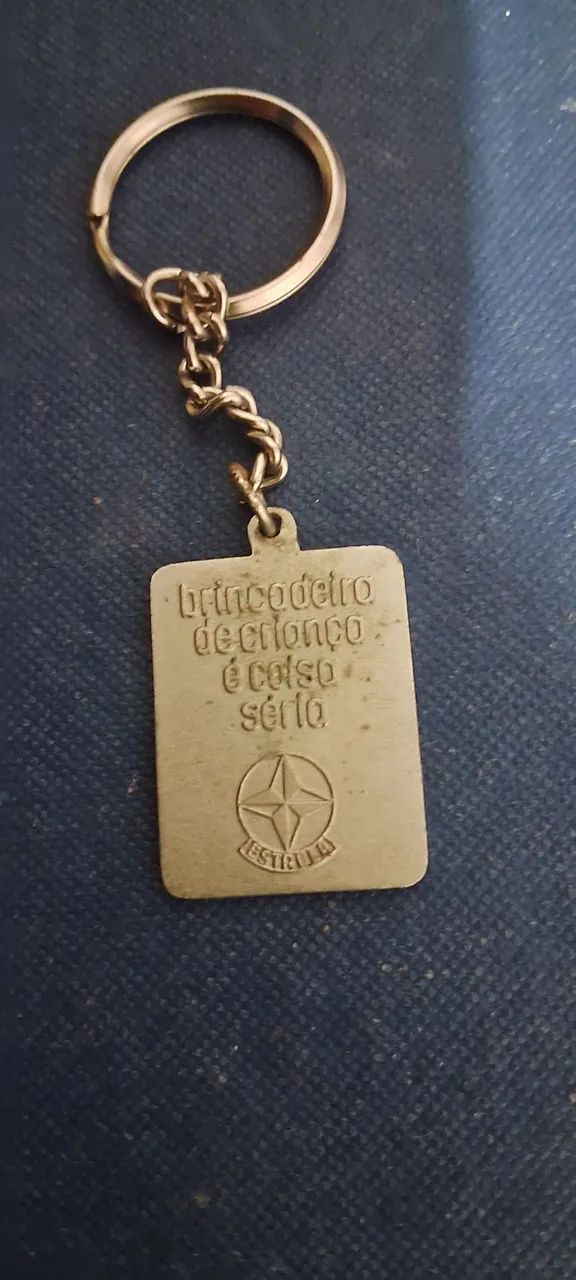 brincadeira
de criança
é coisa
séria
ESTRELA